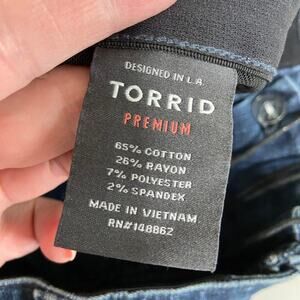 DESIGNED IN L.A.
TORRID
PREMIUM
65% COTTON
26% RAYON
7% POLYESTER
2% SPANDEX
MADE IN VIETNAM
RN#148862